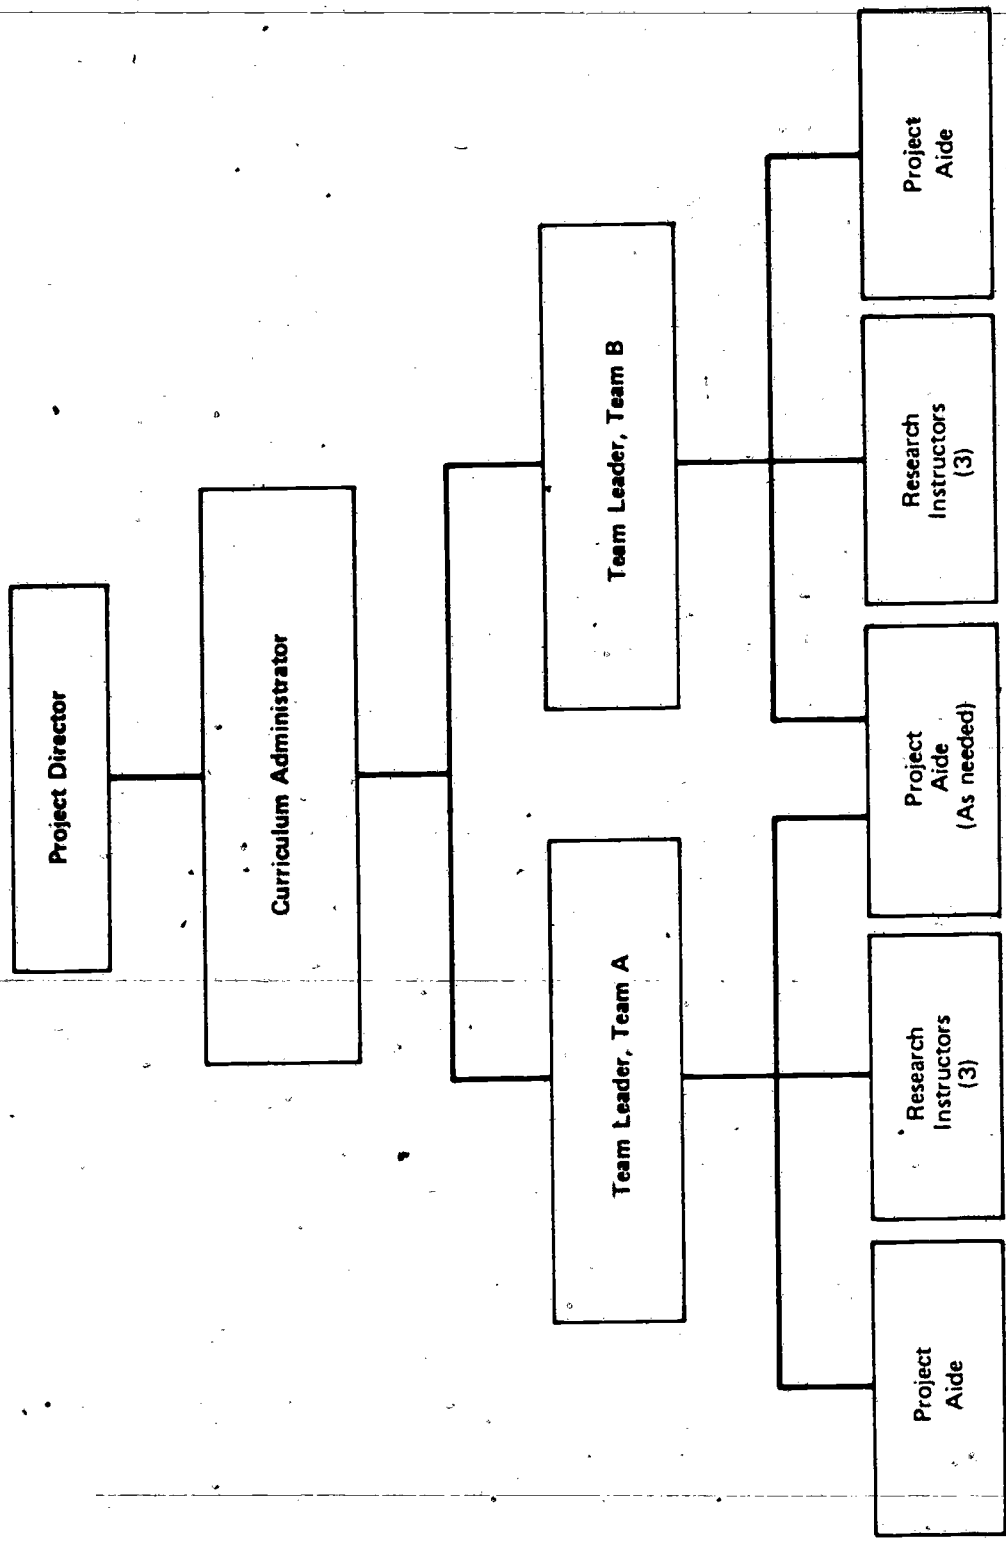 Project Director
Curriculum Administrator
Team Leader, Team A
Team Leader, Team B
Project
Aide
Research
Instructors
(3)
Project
Aide
(As needed)
Research
Instructors
(3)
Project
Aide